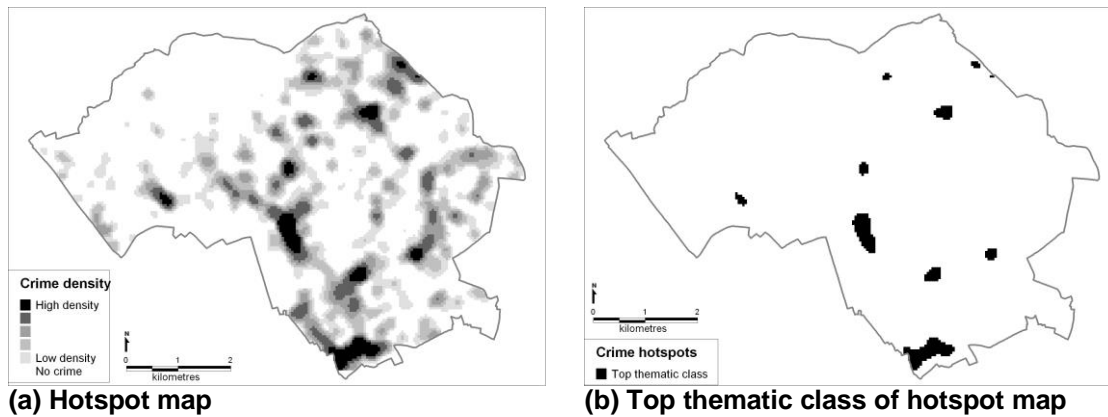 Crime density
High density
Low density
No crime
N
0 1 2
kilometres
(a) Hotspot map
N
0 1 2
kilometres
Crime hotspots
Top thematic class
(b) Top thematic class of hotspot map